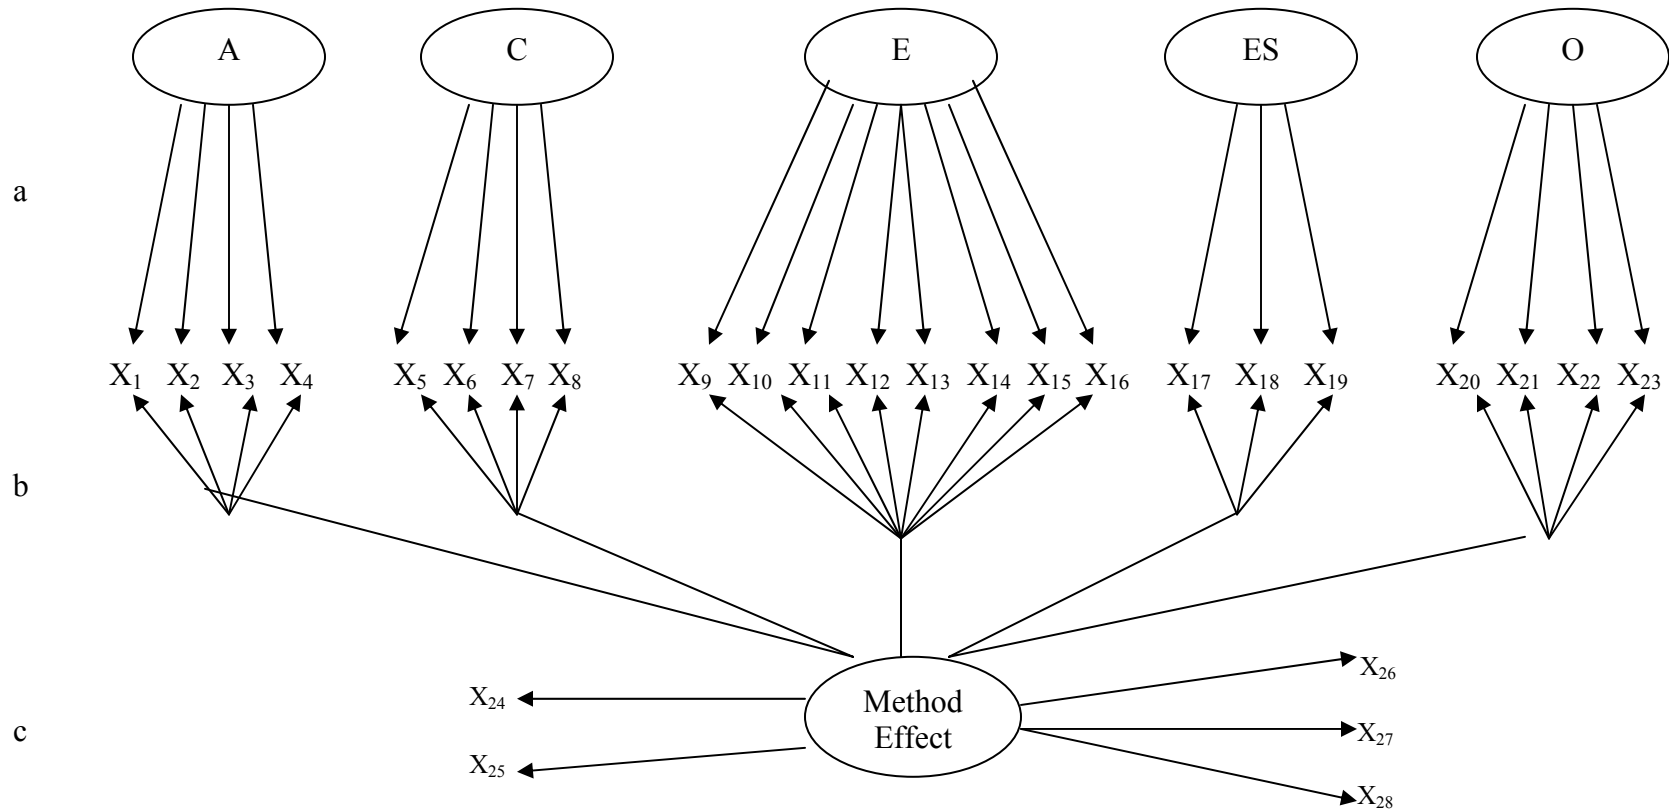 A C E ES O
a
X₁ X₂ X₃ X₄ X₅ X₆ X₇ X₈ X₉ X₁₀ X₁₁ X₁₂ X₁₃ X₁₄ X₁₅ X₁₆ X₁₇ X₁₈ X₁₉ X₂₀ X₂₁ X₂₂ X₂₃
b
X₂₆
X₂₄
Method
Effect
c
X₂₇
X₂₅
X₂₈